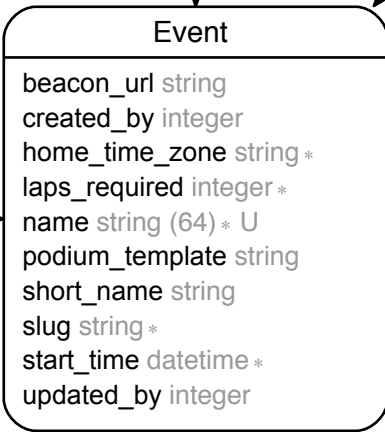 Event
beacon_url string
created_by integer
home_time_zone string *
laps_required integer *
name string (64) * U
podium_template string
short_name string
slug string *
start_time datetime *
updated_by integer